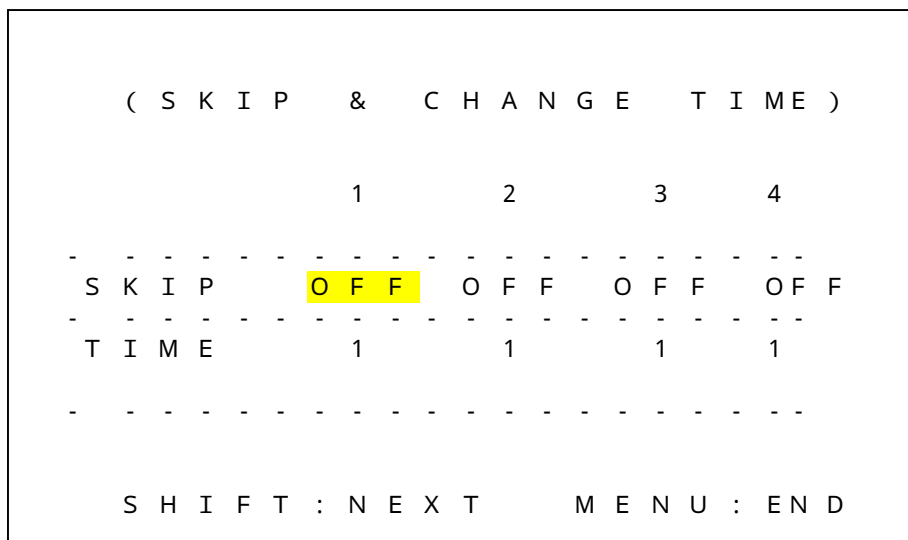 (SKIP & CHANGE TIME)
1 2 3 4
- - - - - - - - - - - - - - - - - - - -
SKIP OFF OFF OFF OFF
- - - - - - - - - - - - - - - - - - - -
TIME 1 1 1 1
- - - - - - - - - - - - - - - - - - - -
SHIFT:NEXT MENU:END